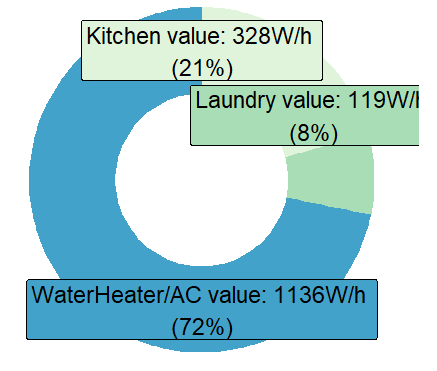 Kitchen value: 328W/h
(21%)
Laundry value: 119W/h
(8%)
WaterHeater/AC value: 1136W/h
(72%)